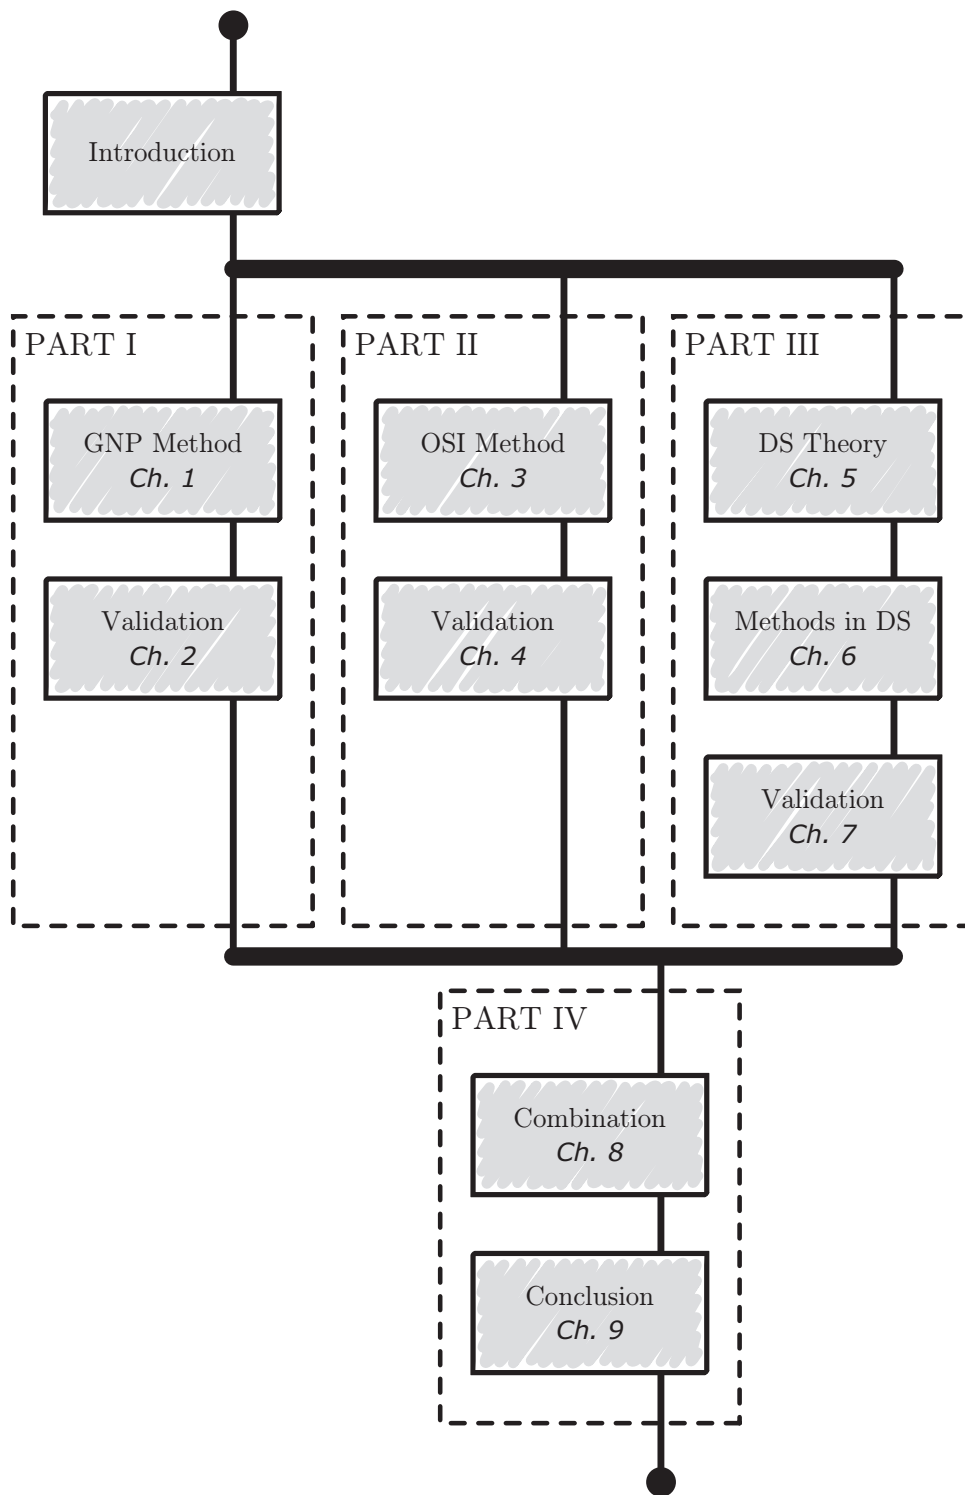 Introduction
PART I
GNP Method
Ch. 1
Validation
Ch. 2
PART II
OSI Method
Ch. 3
Validation
Ch. 4
PART III
DS Theory
Ch. 5
Methods in DS
Ch. 6
Validation
Ch. 7
PART IV
Combination
Ch. 8
Conclusion
Ch. 9